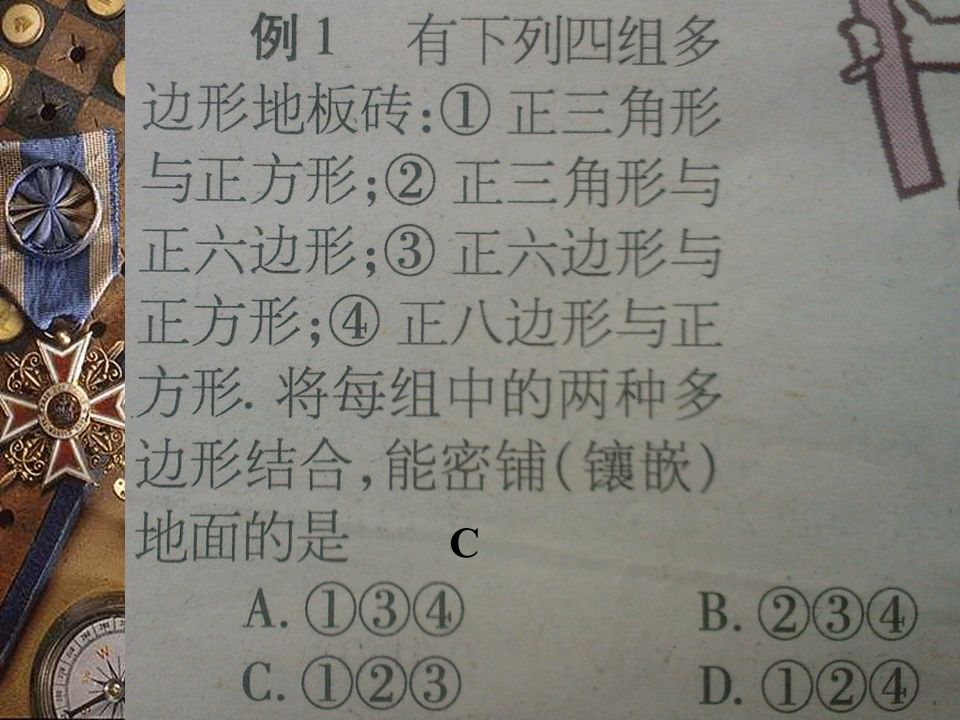 例1 有下列四组多
边形地板砖:① 正三角形
与正方形;② 正三角形与
正六边形;③ 正六边形与
正方形;④ 正八边形与正
方形. 将每组中的两种多
边形结合,能密铺(镶嵌)
地面的是 C
A. ①③④ B. ②③④
C. ①②③ D. ①②④